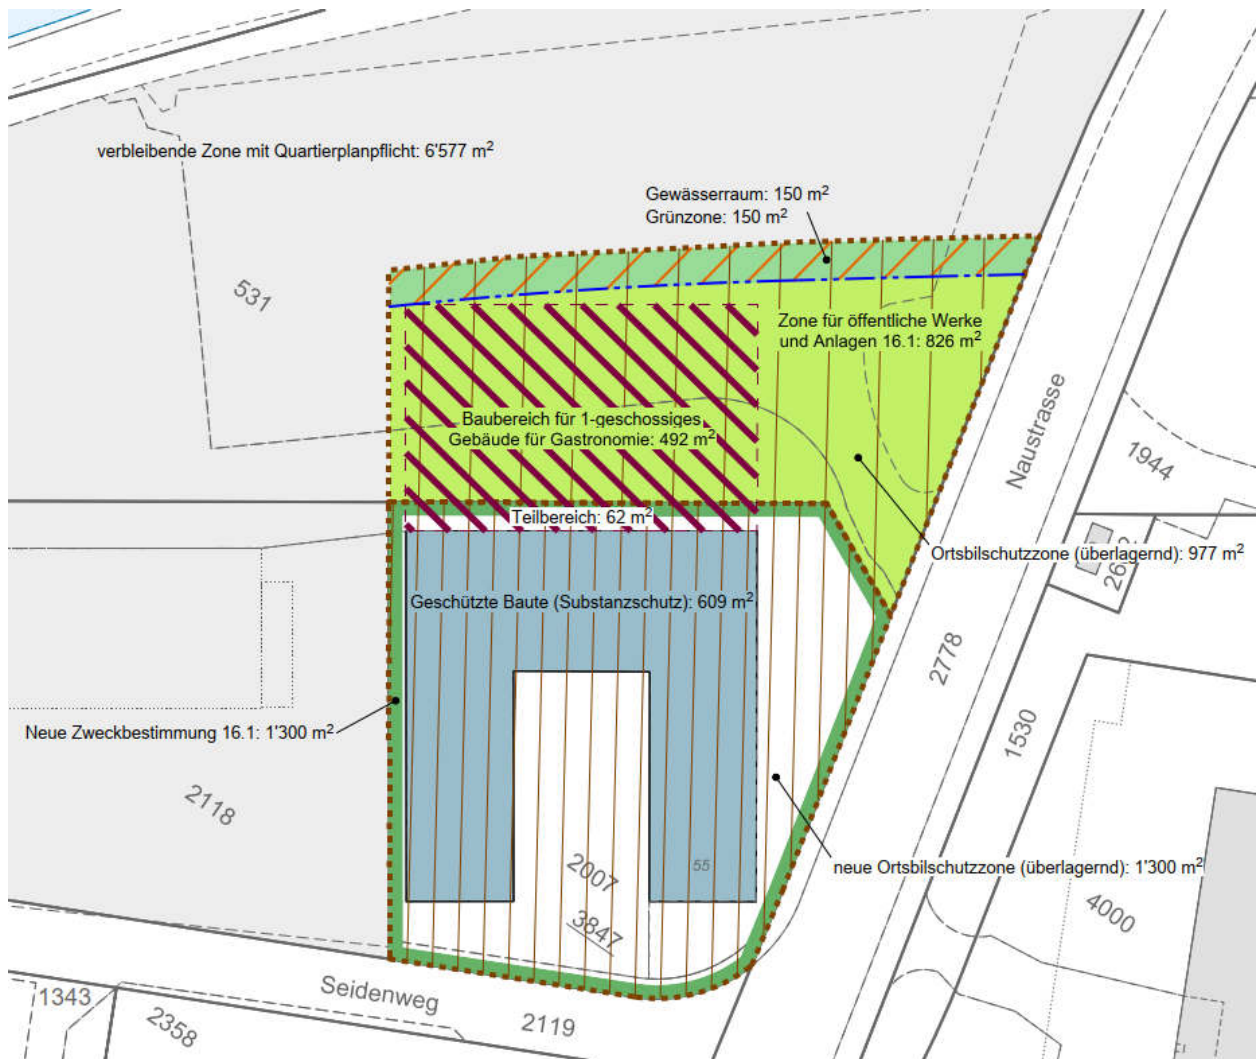 verbleibende Zone mit Quartierplanpflicht: 6'577 m²
Gewässerraum: 150 m²
Grünzone: 150 m²
531
Zone für öffentliche Werke
und Anlagen 16.1: 826 m²
Baubereich für 1-geschossiges
Gebäude für Gastronomie: 492 m²
Naustrasse
1944
Teilbereich: 62 m²
Ortsbilschutzzone (überlagernd): 977 m²
Geschützte Baute (Substanzschutz): 609 m²
2778
Neue Zweckbestimmung 16.1: 1'300 m²
1530
2118
2007
55
neue Ortsbilschutzzone (überlagernd): 1'300 m²
3847
4000
Seidenweg
1343
2358
2119